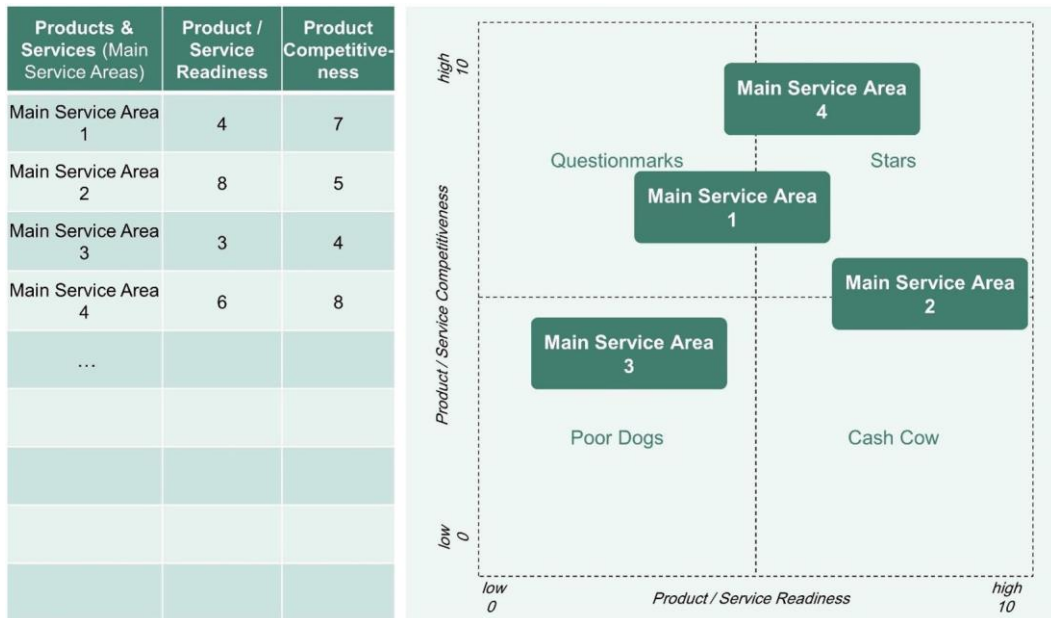 Products &
Services (Main
Service Areas)
Product /
Service
Readiness
Product
Competitive-
ness
Main Service Area
1
4
7
Main Service Area
2
8
5
Main Service Area
3
3
4
Main Service Area
4
6
8
…
high
10
Product / Service Competitiveness
low
0
Main Service Area
4
Questionmarks
Stars
Main Service Area
1
Main Service Area
2
Main Service Area
3
Poor Dogs
Cash Cow
low
0
Product / Service Readiness
high
10